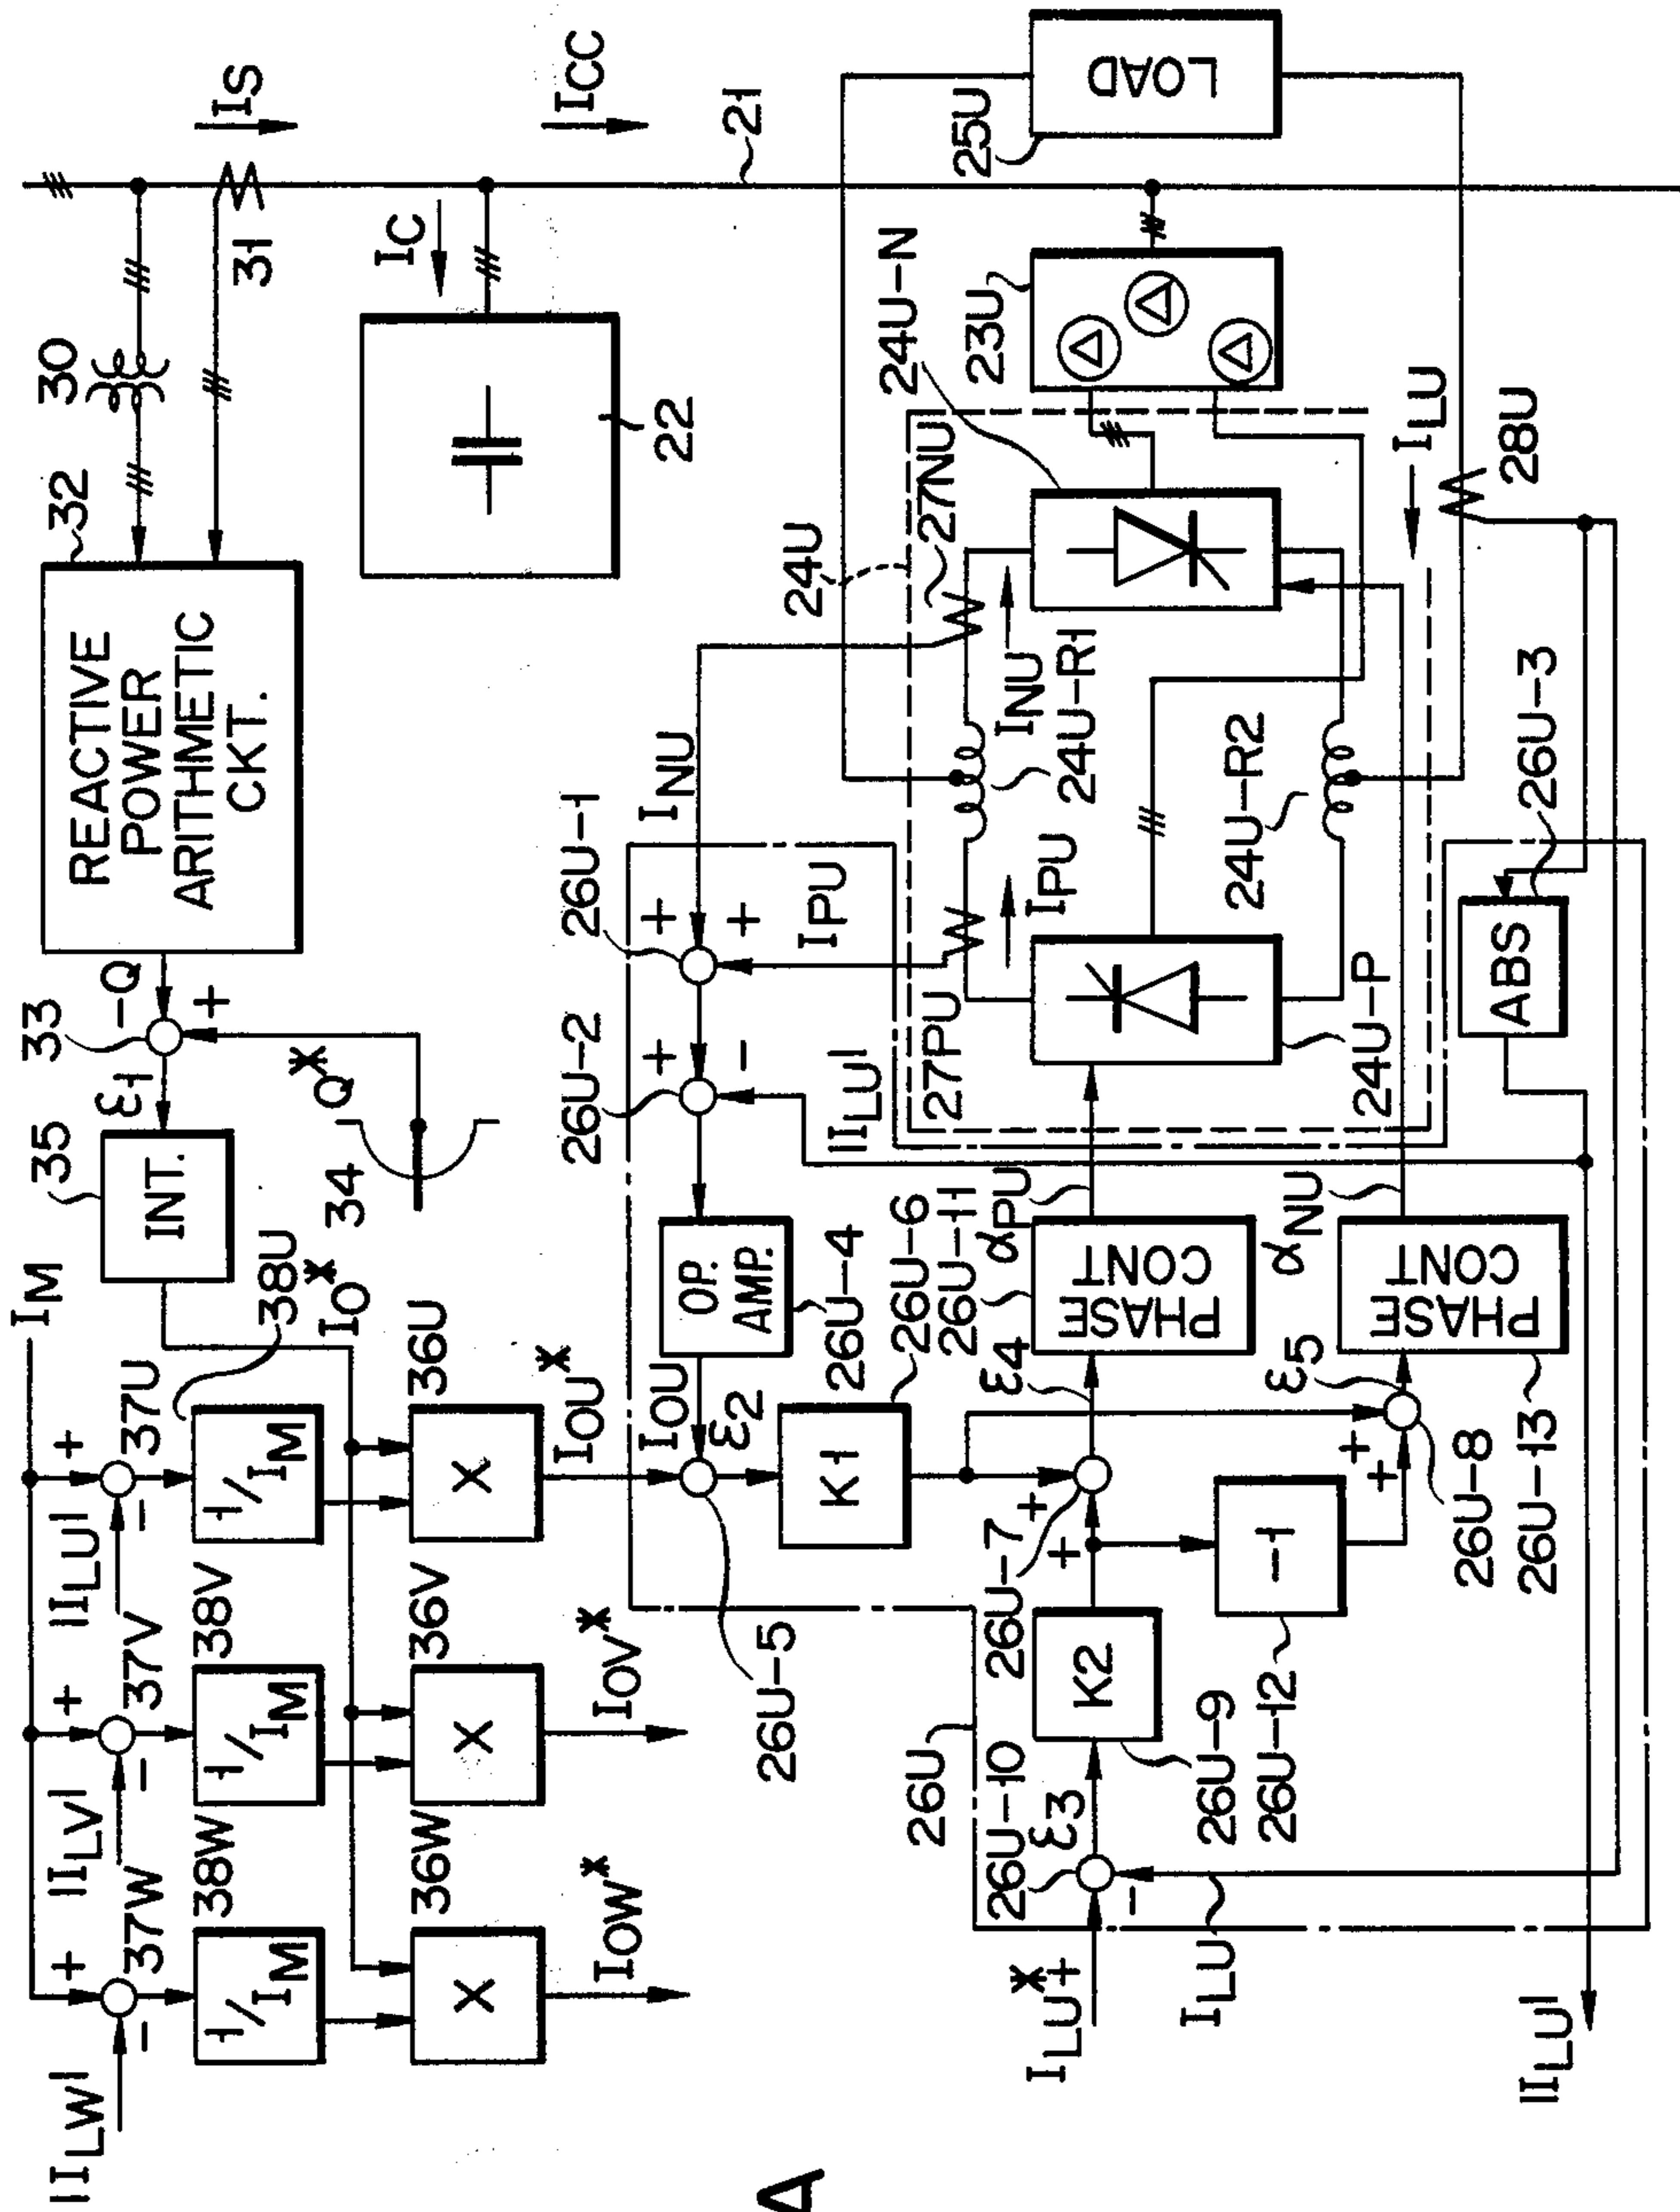 IS
ICC
21
31
30
IC
22
32
REACTIVE
POWER
ARITHMETIC
CKT.
-Q
+
33
ε1
Q*
34
35
INT.
IO*
IM
+
-
|ILU|
37U
38U
1/IM
36U
X
IOU*
+
-
|ILV|
37V
38V
1/IM
36V
X
IOV*
+
-
|ILW|
37W
38W
1/IM
36W
X
IOW*
25U
LOAD
23U
24U-N
24U
27NU
INU
24U-R1
INU
IPU
27PU
24U-P
24U-R2
ILU
28U
26U-3
ABS
26U-1
+
+
IPU
26U-2
+
-
|ILU|
OP.
AMP.
26U-4
IOU
ε2
26U-5
K1
26U-6
26U-11
αPU
PHASE
CONT
ε4
26U-7
+
+
αNU
PHASE
CONT
ε5
26U-8
+
+
26U-13
-1
26U-12
K2
26U-9
26U
26U-10
ε3
ILU*
+
-
ILU
|ILU|
A